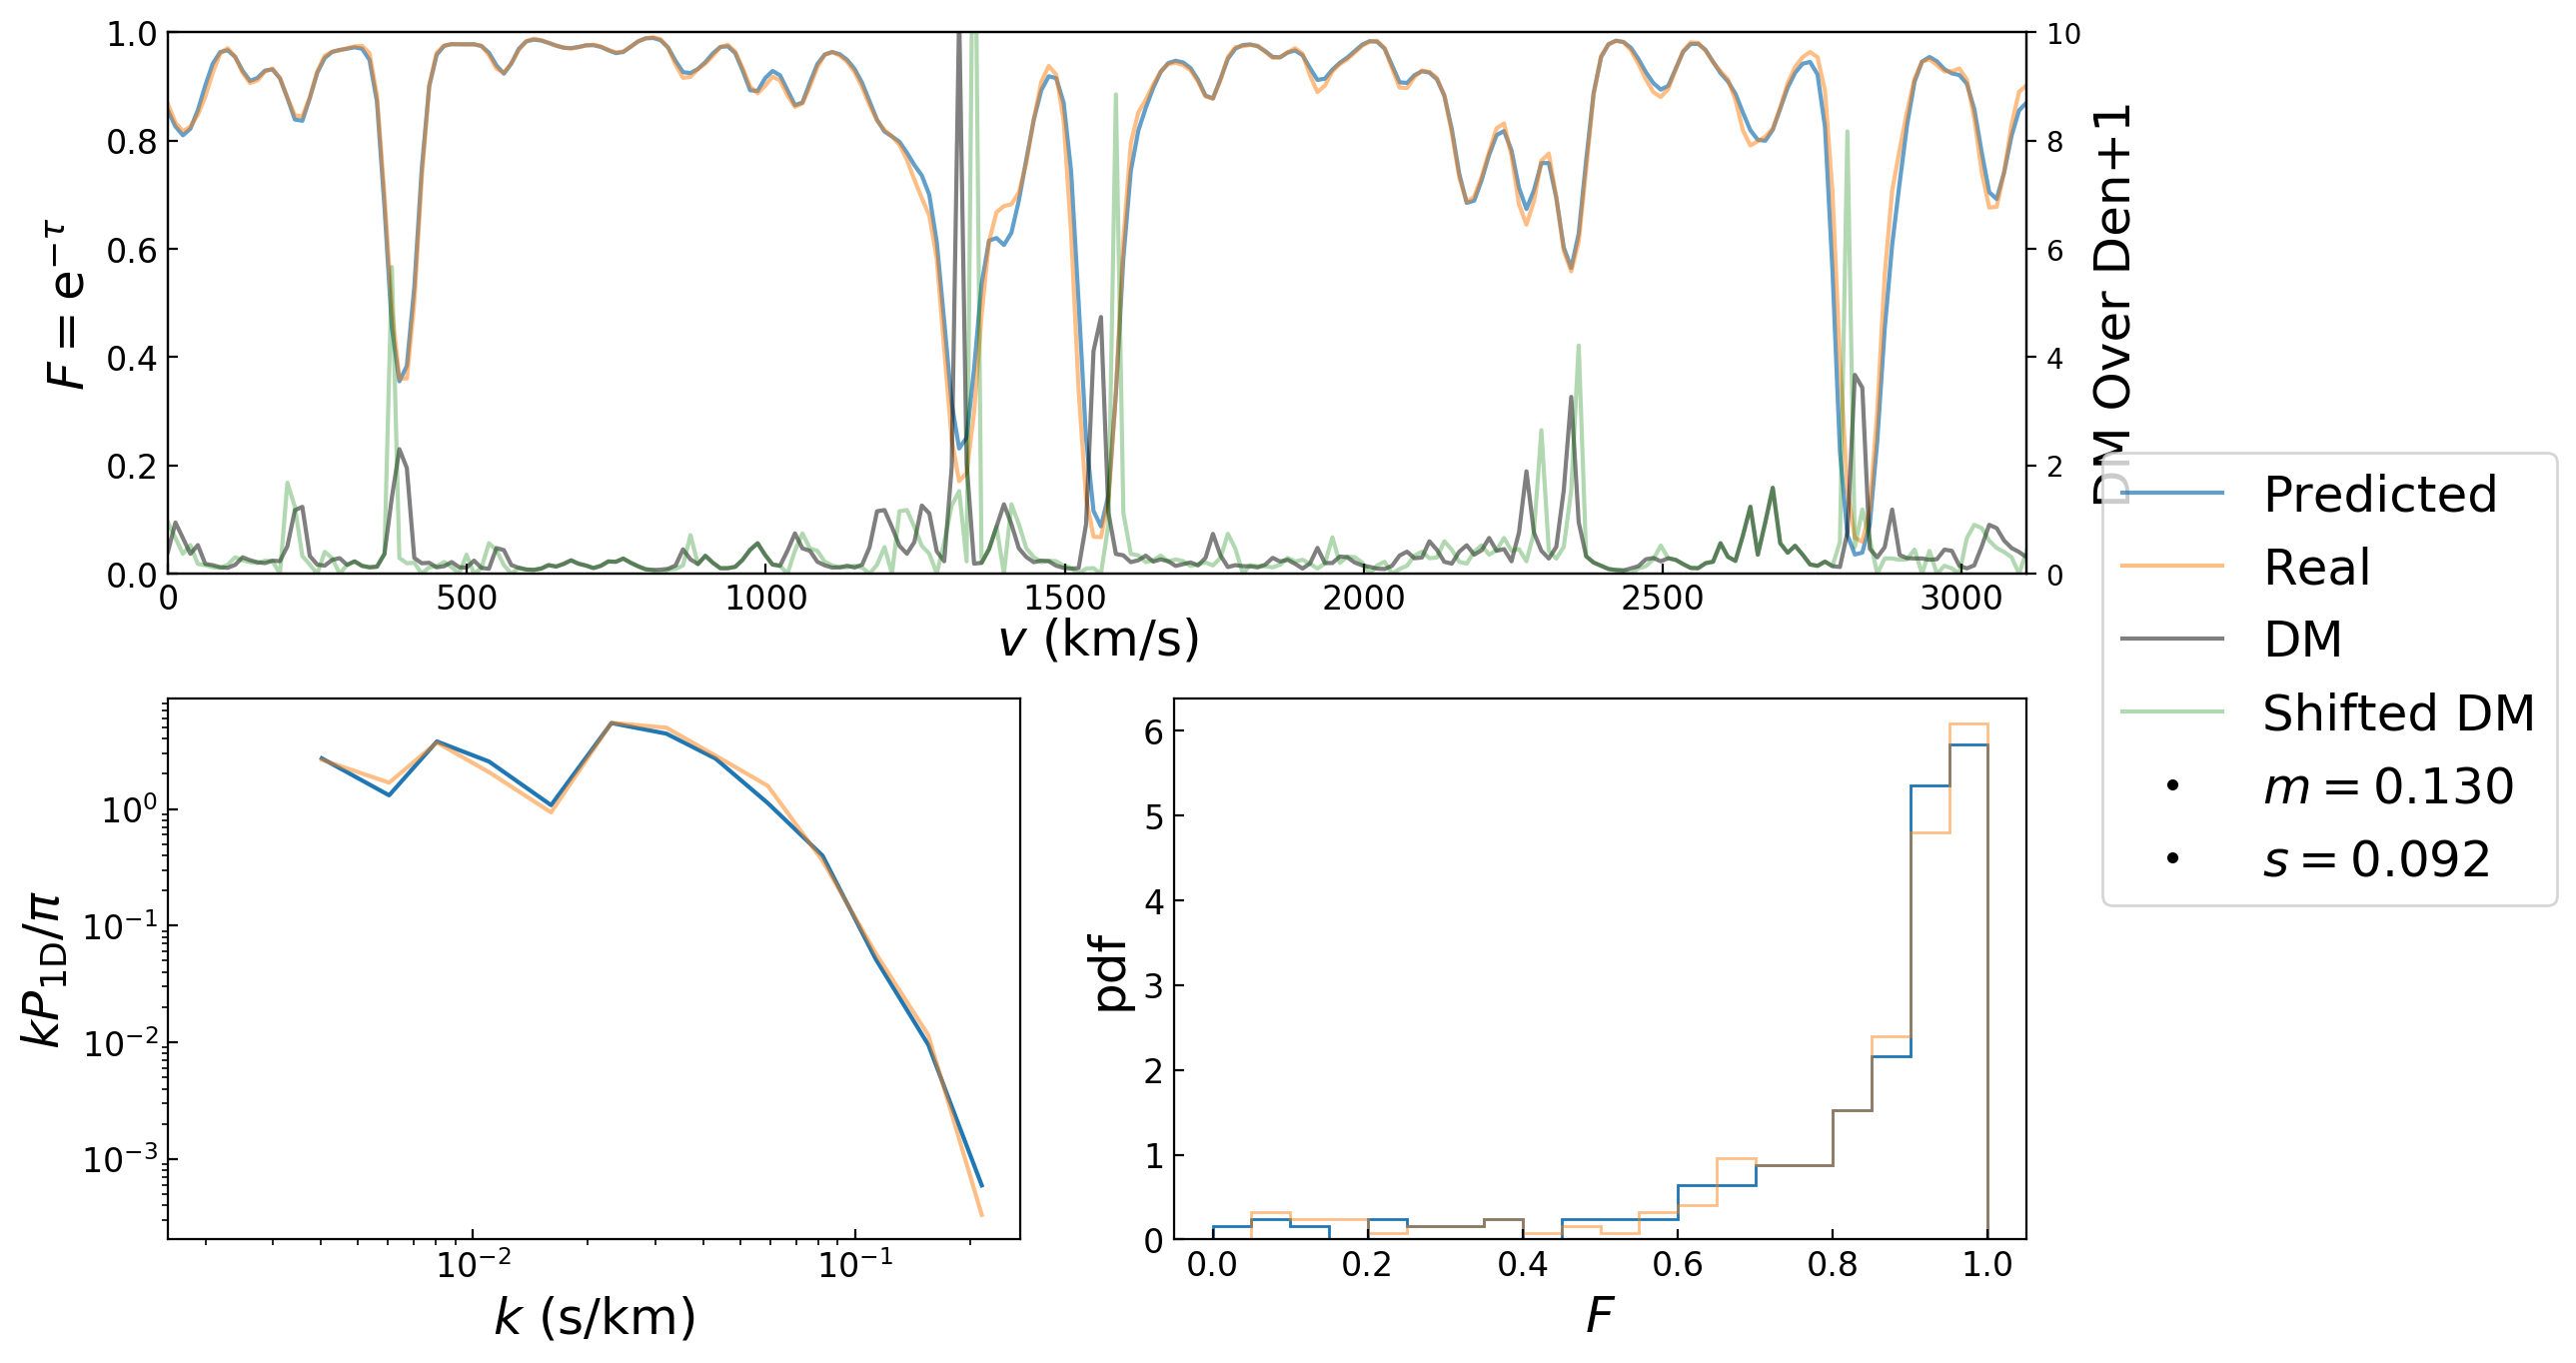 1.0
0.8
0.6
0.4
0.2
0.0
F = e^{−τ}
10
8
6
4
2
0
DM Over Den+1
0 500 1000 1500 2000 2500 3000
v (km/s)
Predicted
Real
DM
Shifted DM
m = 0.130
s = 0.092
10^0
10^{−1}
10^{−2}
10^{−3}
kP_{1D}/π
10^{−2} 10^{−1}
k (s/km)
6
5
4
3
2
1
0
pdf
0.0 0.2 0.4 0.6 0.8 1.0
F